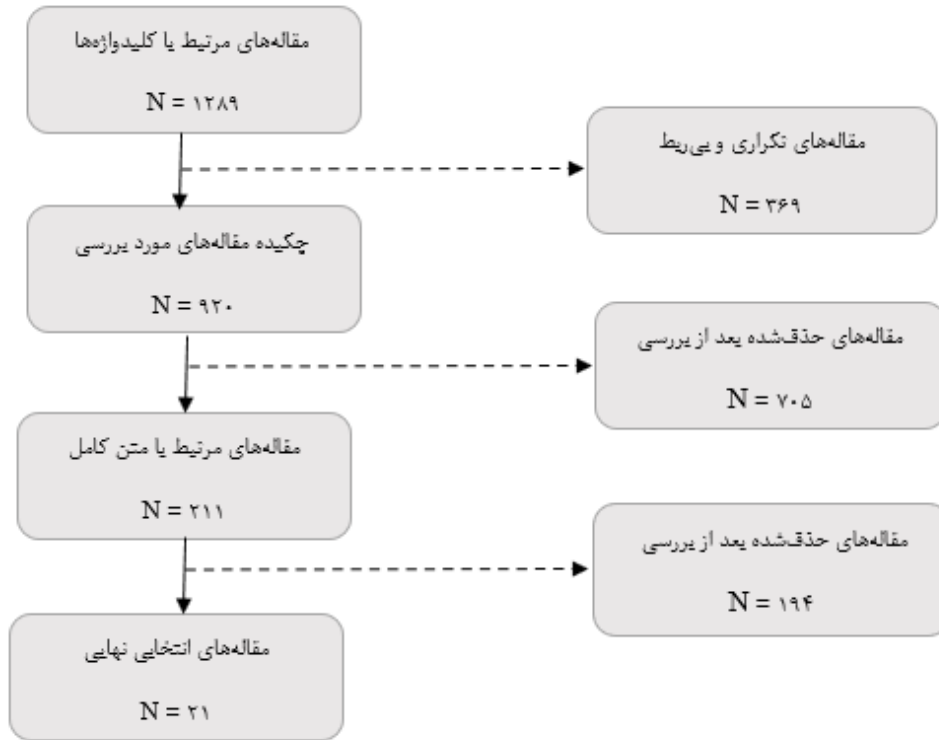 مقاله‌های مرتبط با کلیدواژه‌ها
N = ۱۲۸۹
مقاله‌های تکراری و بی‌ربط
N = ۳۶۹
چکیده مقاله‌های مورد بررسی
N = ۹۲۰
مقاله‌های حذف‌شده بعد از بررسی
N = ۷۰۵
مقاله‌های مرتبط با متن کامل
N = ۲۱۱
مقاله‌های حذف‌شده بعد از بررسی
N = ۱۹۴
مقاله‌های انتخابی نهایی
N = ۲۱